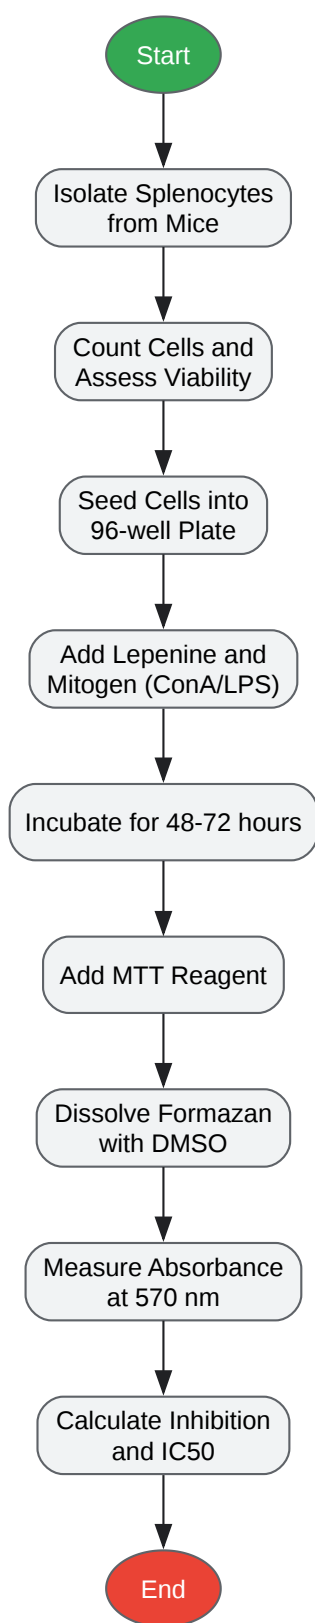 Start
Isolate Splenocytes
from Mice
Count Cells and
Assess Viability
Seed Cells into
96-well Plate
Add Lepenine and
Mitogen (ConA/LPS)
Incubate for 48-72 hours
Add MTT Reagent
Dissolve Formazan
with DMSO
Measure Absorbance
at 570 nm
Calculate Inhibition
and IC50
End